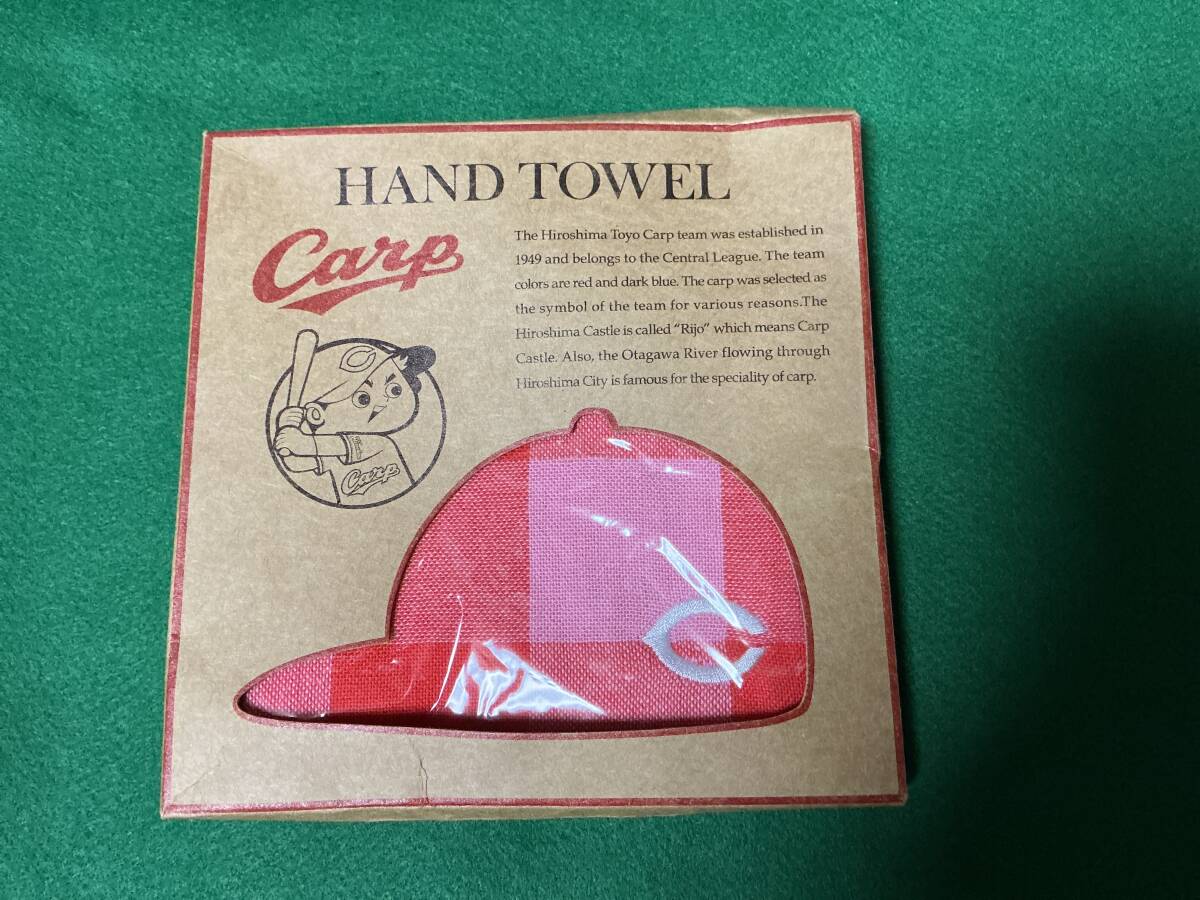 HAND TOWEL
Carp
The Hiroshima Toyo Carp team was established in
1949 and belongs to the Central League. The team
colors are red and dark blue. The carp was selected as
the symbol of the team for various reasons.The
Hiroshima Castle is called “Rijo” which means Carp
Castle. Also, the Otagawa River flowing through
Hiroshima City is famous for the speciality of carp.
C
Carp
C